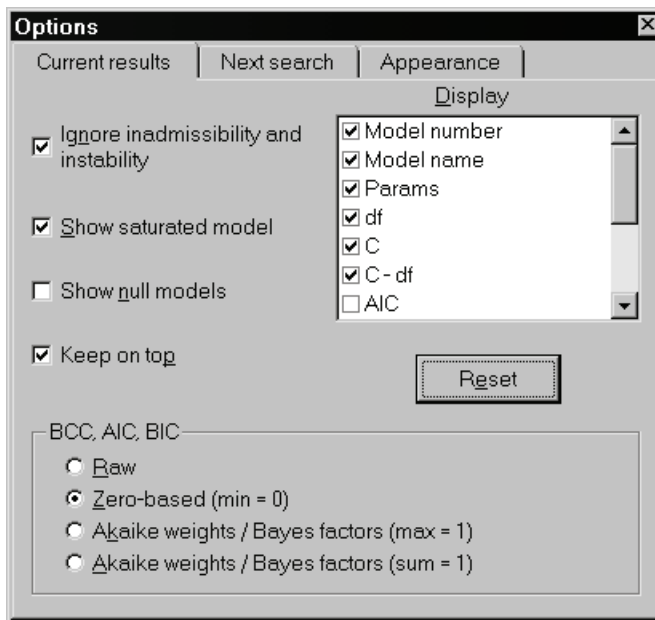 Options
Current results
Next search
Appearance
Display
Ignore inadmissibility and
instability
Show saturated model
Show null models
Keep on top
Model number
Model name
Params
df
C
C - df
AIC
Reset
BCC, AIC, BIC
Raw
Zero-based (min = 0)
Akaike weights / Bayes factors (max = 1)
Akaike weights / Bayes factors (sum = 1)